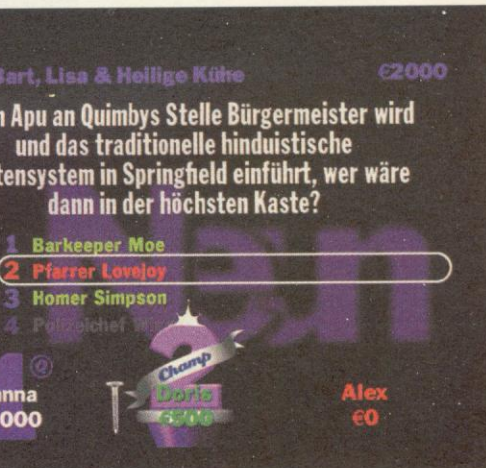 Bart, Lisa & Heilige Kühe €2000
n Apu an Quimbys Stelle Bürgermeister wird
und das traditionelle hinduistische
tensystem in Springfield einführt, wer wäre
dann in der höchsten Kaste?
1 Barkeeper Moe
2 Pfarrer Lovejoy
3 Homer Simpson
4 Polizeichef
Nein
Champ
nna Doris Alex
000 €500 €0